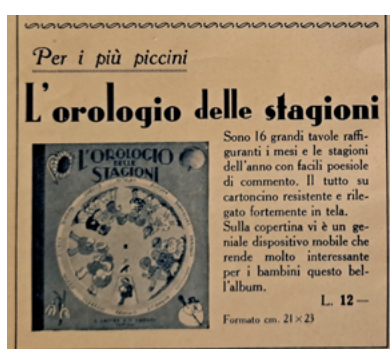 Per i più piccini
L'orologio delle stagioni
Sono 16 grandi tavole raffi-
guranti i mesi e le stagioni
dell'anno con facili poesiole
di commento. Il tutto su
cartoncino resistente e rile-
gato fortemente in tela.
Sulla copertina vi è un ge-
niale dispositivo mobile che
rende molto interessante
per i bambini questo bel-
l'album.
L. 12 —
Formato cm. 21×23
L'OROLOGIO
DELLE
STAGIONI